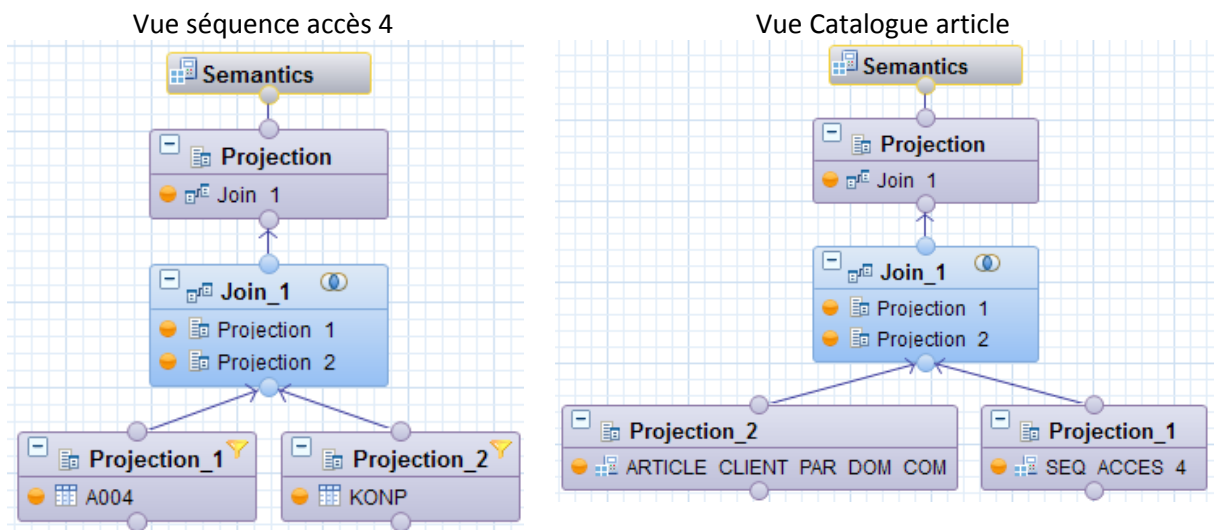 Vue séquence accès 4
Semantics
Projection
Join 1
Join_1
Projection 1
Projection 2
Projection_1
A004
Projection_2
KONP
Vue Catalogue article
Semantics
Projection
Join 1
Join_1
Projection 1
Projection 2
Projection_2
ARTICLE CLIENT PAR DOM COM
Projection_1
SEQ ACCES 4